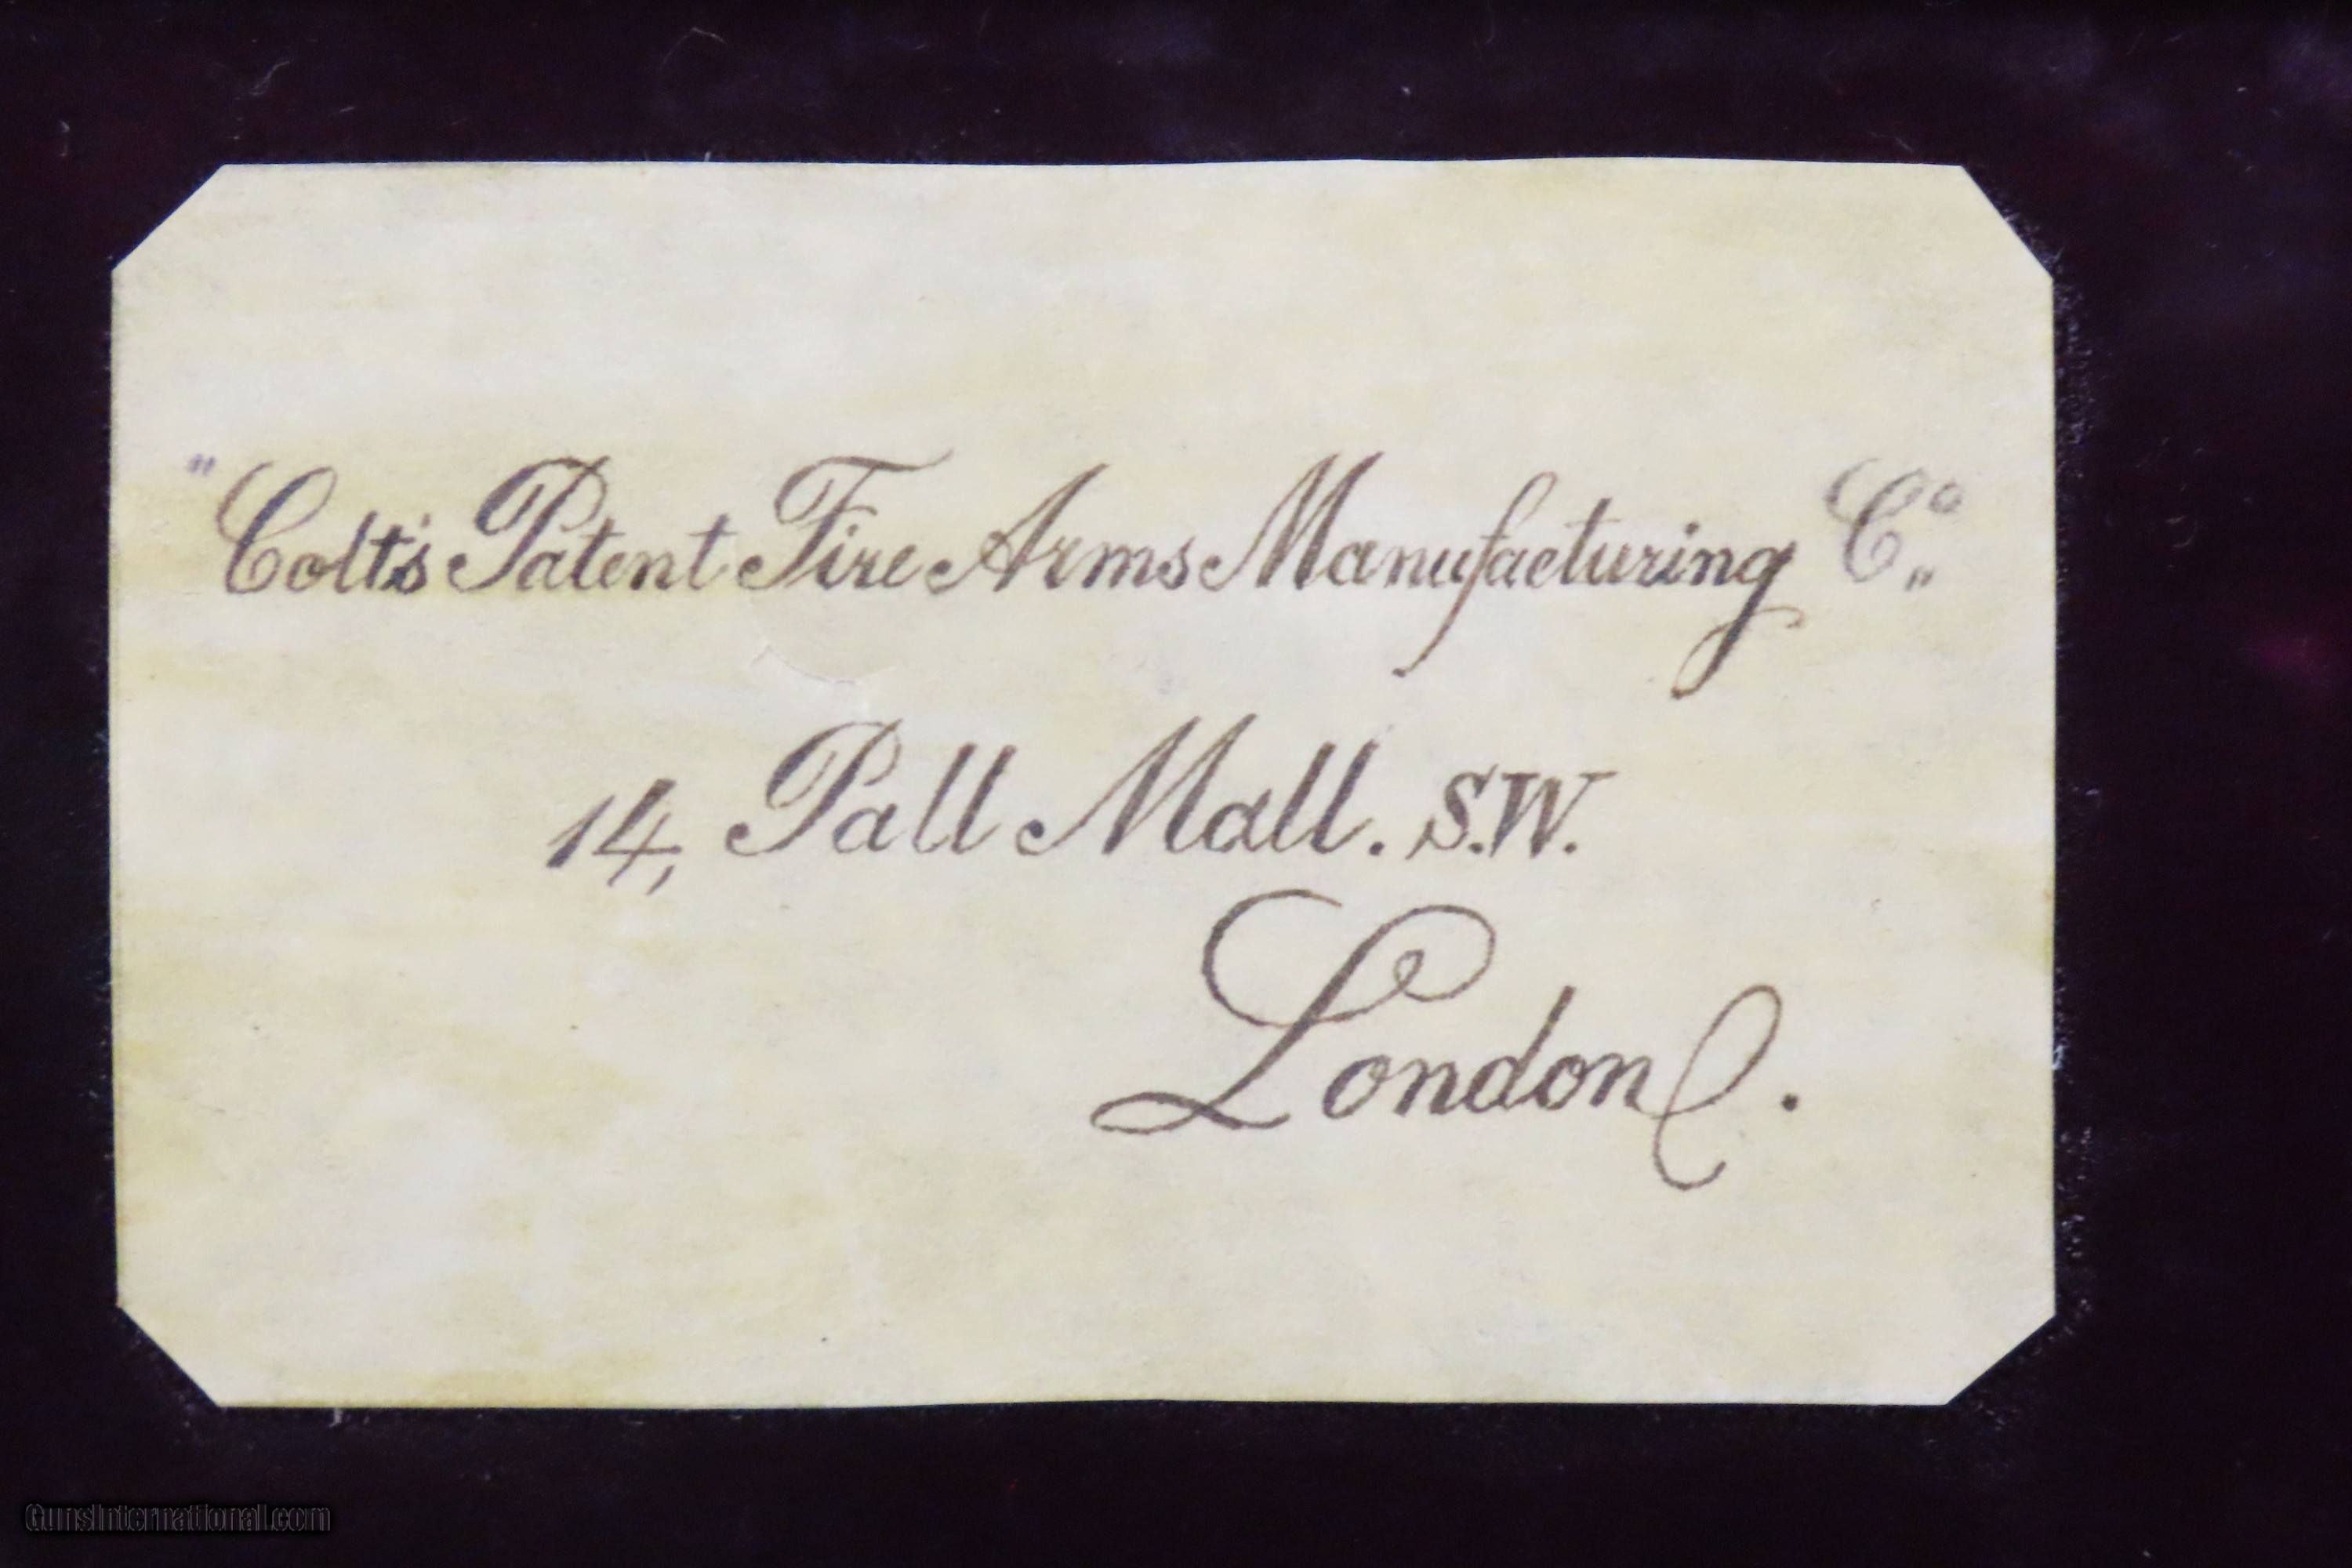 "Colt's Patent Fire Arms Manufacturing Cº„
14, Pall Mall. S.W.
London.
GunsInternational.com